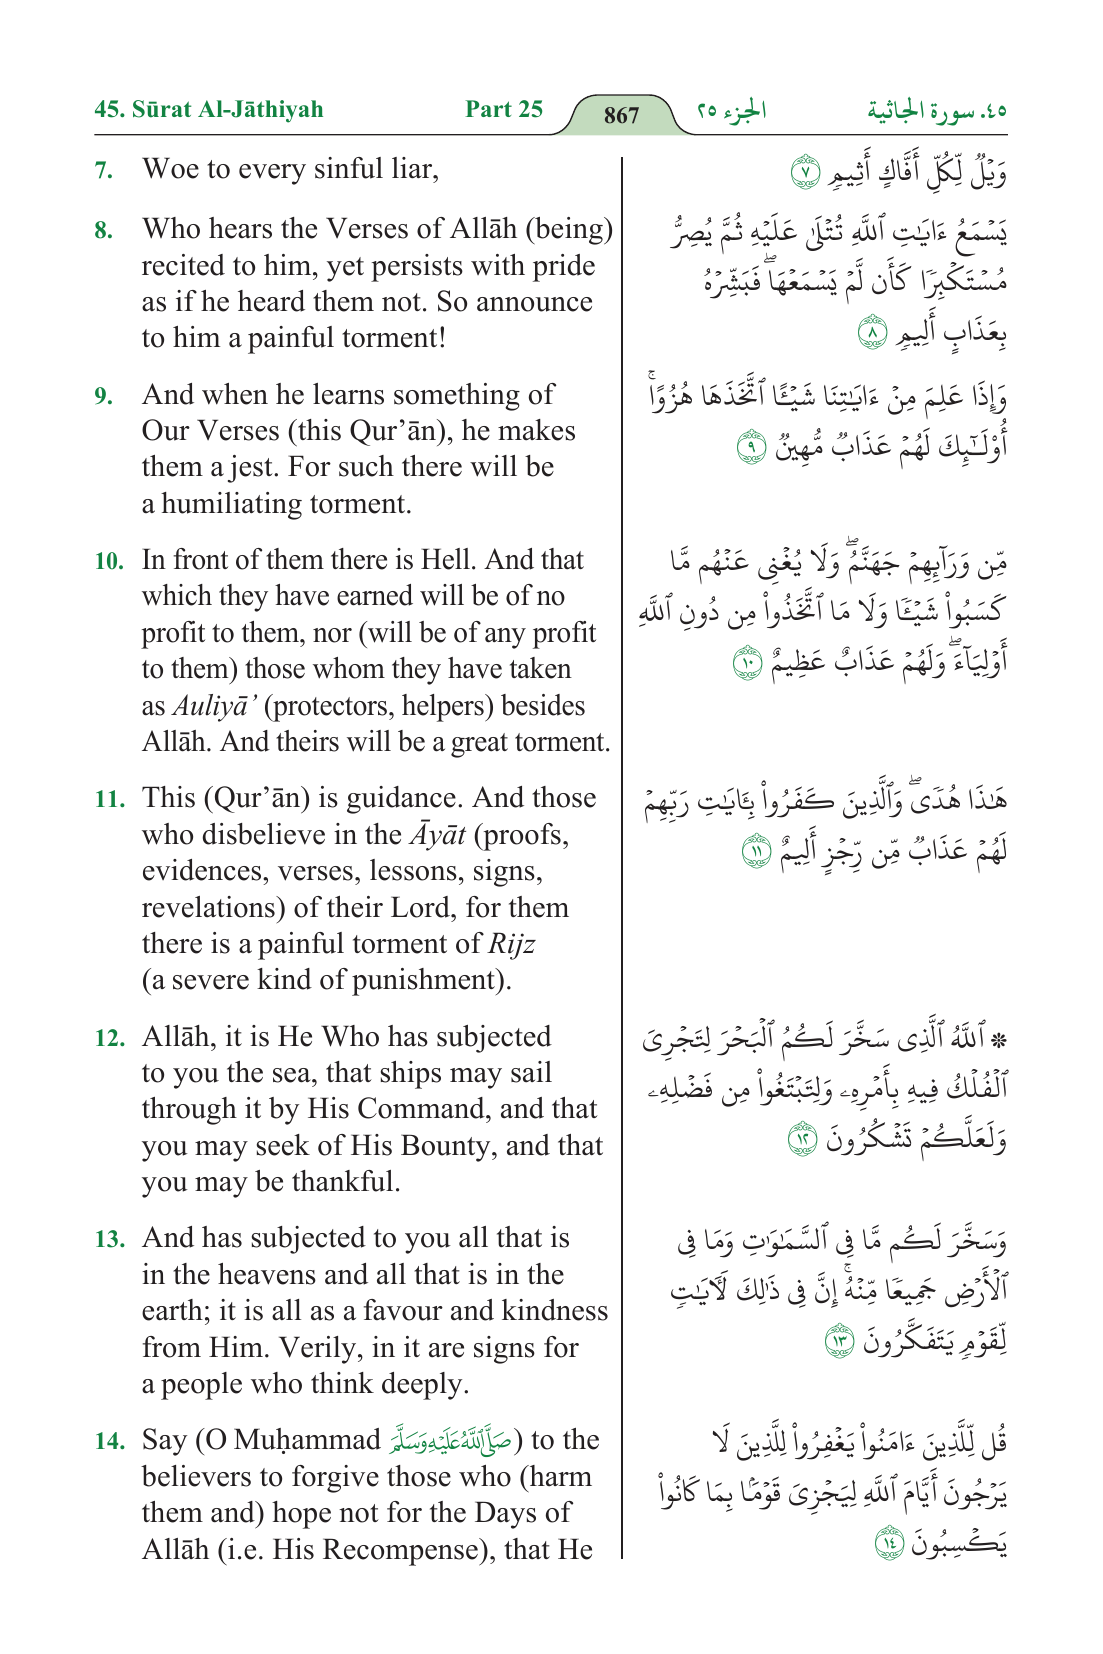 45. Sūrat Al-Jāthiyah
Part 25
867
الجزء ٢٥
٤٥. سورة الجاثية
7. Woe to every sinful liar,
8. Who hears the Verses of Allāh (being)
recited to him, yet persists with pride
as if he heard them not. So announce
to him a painful torment!
9. And when he learns something of
Our Verses (this Qur’ān), he makes
them a jest. For such there will be
a humiliating torment.
10. In front of them there is Hell. And that
which they have earned will be of no
profit to them, nor (will be of any profit
to them) those whom they have taken
as Auliyā’ (protectors, helpers) besides
Allāh. And theirs will be a great torment.
11. This (Qur’ān) is guidance. And those
who disbelieve in the Āyāt (proofs,
evidences, verses, lessons, signs,
revelations) of their Lord, for them
there is a painful torment of Rijz
(a severe kind of punishment).
12. Allāh, it is He Who has subjected
to you the sea, that ships may sail
through it by His Command, and that
you may seek of His Bounty, and that
you may be thankful.
13. And has subjected to you all that is
in the heavens and all that is in the
earth; it is all as a favour and kindness
from Him. Verily, in it are signs for
a people who think deeply.
14. Say (O Muḥammad صَلَّى اللَّهُ عَلَيْهِ وَسَلَّمَ) to the
believers to forgive those who (harm
them and) hope not for the Days of
Allāh (i.e. His Recompense), that He
وَيۡلٞ لِّكُلِّ أَفَّاكٍ أَثِيمٖ ٧
يَسۡمَعُ ءَايَٰتِ ٱللَّهِ تُتۡلَىٰ عَلَيۡهِ ثُمَّ يُصِرُّ
مُسۡتَكۡبِرٗا كَأَن لَّمۡ يَسۡمَعۡهَاۖ فَبَشِّرۡهُ
بِعَذَابٍ أَلِيمٖ ٨
وَإِذَا عَلِمَ مِنۡ ءَايَٰتِنَا شَيۡـًٔا ٱتَّخَذَهَا هُزُوًاۚ
أُوْلَٰٓئِكَ لَهُمۡ عَذَابٞ مُّهِينٞ ٩
مِّن وَرَآئِهِمۡ جَهَنَّمُۖ وَلَا يُغۡنِي عَنۡهُم مَّا
كَسَبُواْ شَيۡـٔٗا وَلَا مَا ٱتَّخَذُواْ مِن دُونِ ٱللَّهِ
أَوۡلِيَآءَۖ وَلَهُمۡ عَذَابٌ عَظِيمٌ ١٠
هَٰذَا هُدٗىۖ وَٱلَّذِينَ كَفَرُواْ بِـَٔايَٰتِ رَبِّهِمۡ
لَهُمۡ عَذَابٞ مِّن رِّجۡزٍ أَلِيمٌ ١١
۞ ٱللَّهُ ٱلَّذِي سَخَّرَ لَكُمُ ٱلۡبَحۡرَ لِتَجۡرِيَ
ٱلۡفُلۡكُ فِيهِ بِأَمۡرِهِۦ وَلِتَبۡتَغُواْ مِن فَضۡلِهِۦ
وَلَعَلَّكُمۡ تَشۡكُرُونَ ١٢
وَسَخَّرَ لَكُم مَّا فِي ٱلسَّمَٰوَٰتِ وَمَا فِي
ٱلۡأَرۡضِ جَمِيعٗا مِّنۡهُۚ إِنَّ فِي ذَٰلِكَ لَأٓيَٰتٖ
لِّقَوۡمٖ يَتَفَكَّرُونَ ١٣
قُل لِّلَّذِينَ ءَامَنُواْ يَغۡفِرُواْ لِلَّذِينَ لَا
يَرۡجُونَ أَيَّامَ ٱللَّهِ لِيَجۡزِيَ قَوۡمَۢا بِمَا كَانُواْ
يَكۡسِبُونَ ١٤